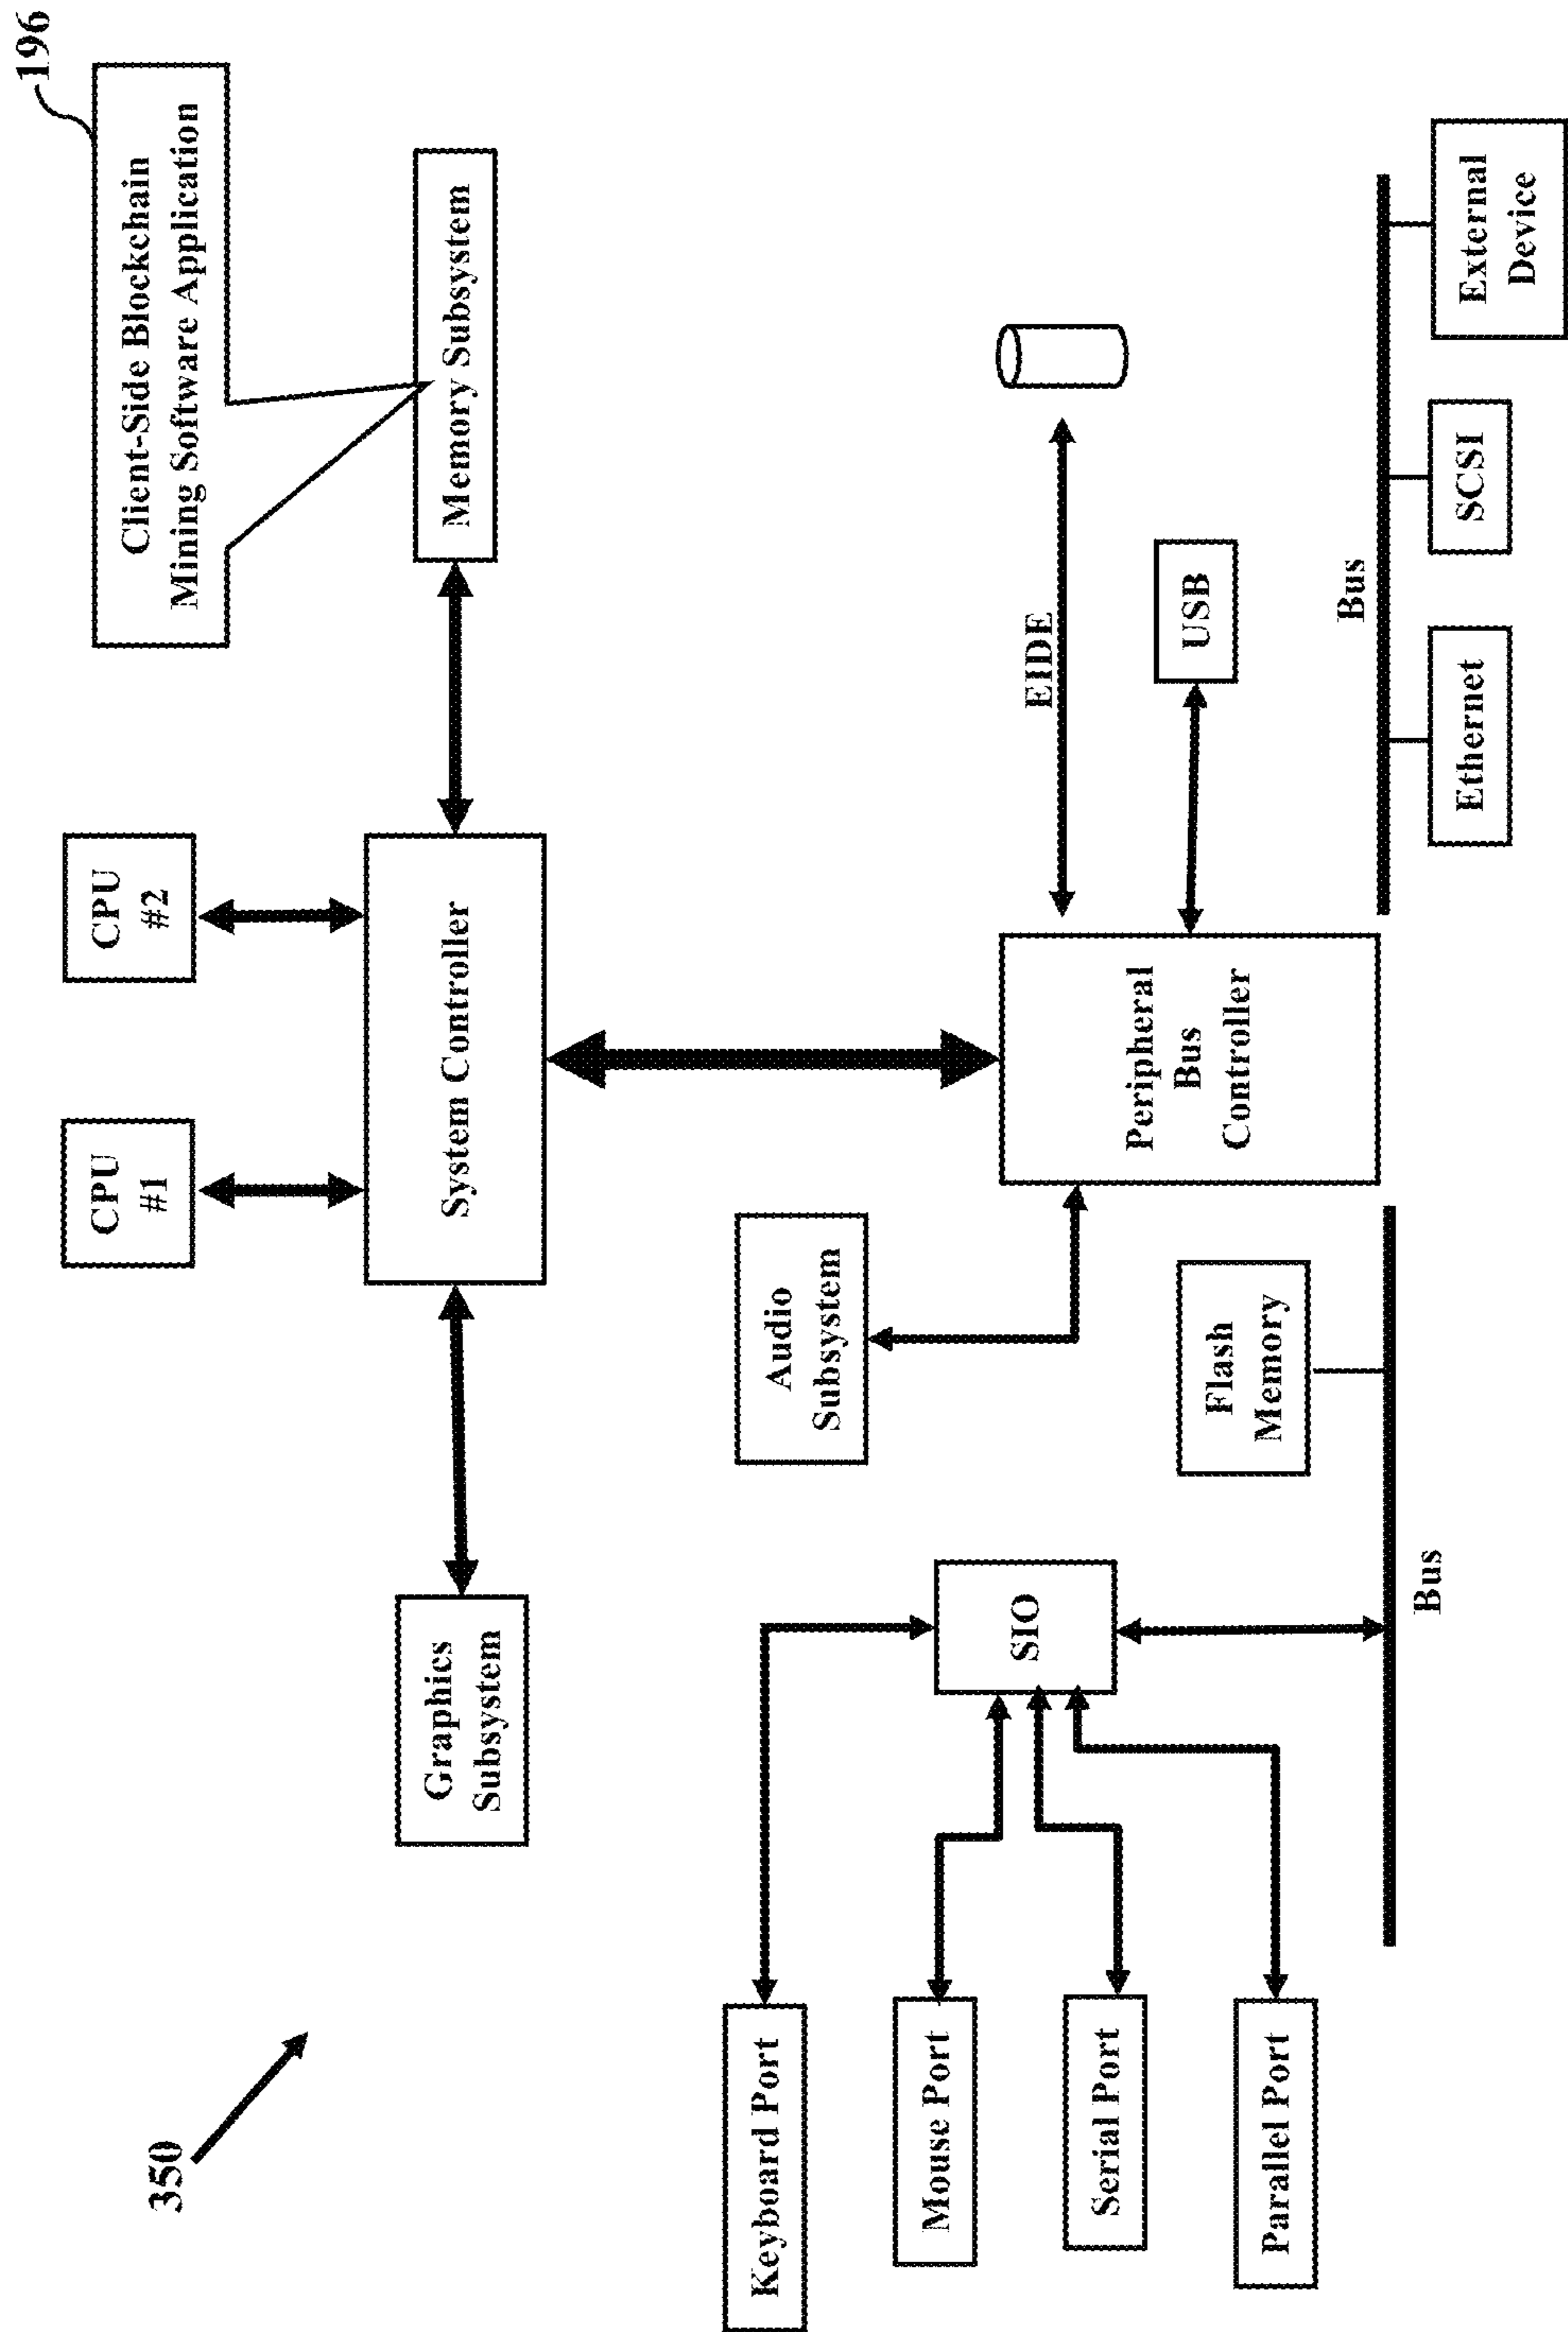 350
196
Client-Side Blockchain
Mining Software Application
CPU
#1
CPU
#2
Graphics
Subsystem
System Controller
Memory Subsystem
Keyboard Port
Mouse Port
Serial Port
Parallel Port
SIO
Audio
Subsystem
Flash
Memory
Peripheral
Bus
Controller
EIDE
USB
Bus
Bus
Ethernet
SCSI
External
Device